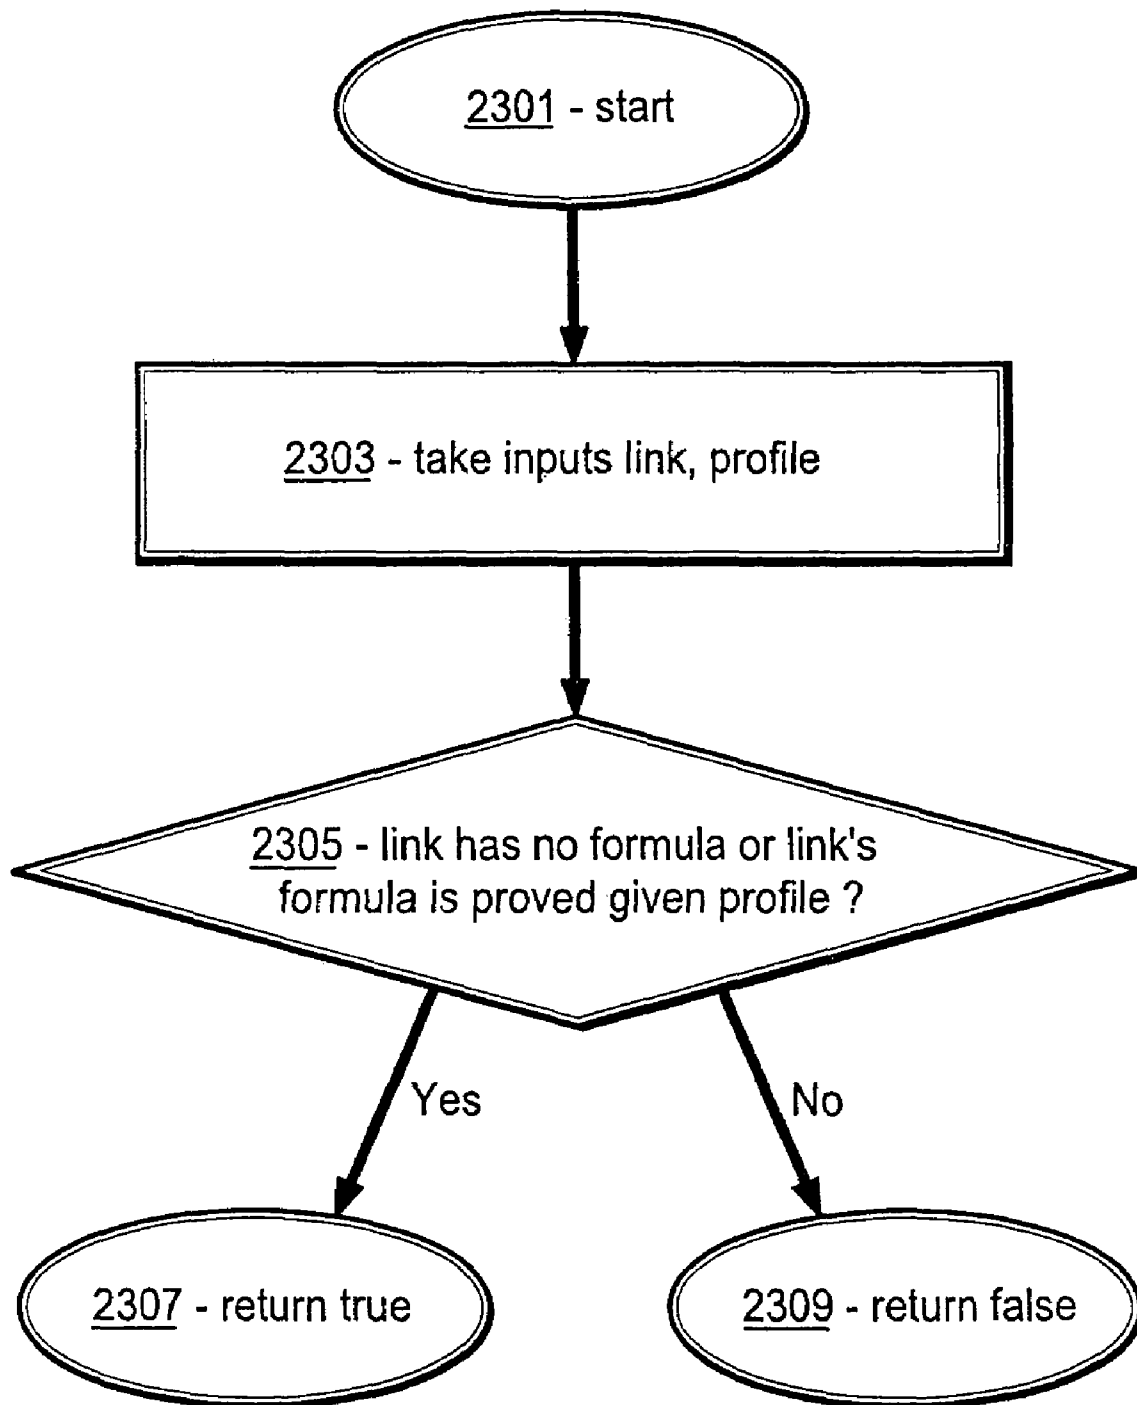 2301 - start
2303 - take inputs link, profile
2305 - link has no formula or link's
formula is proved given profile ?
Yes
No
2307 - return true
2309 - return false